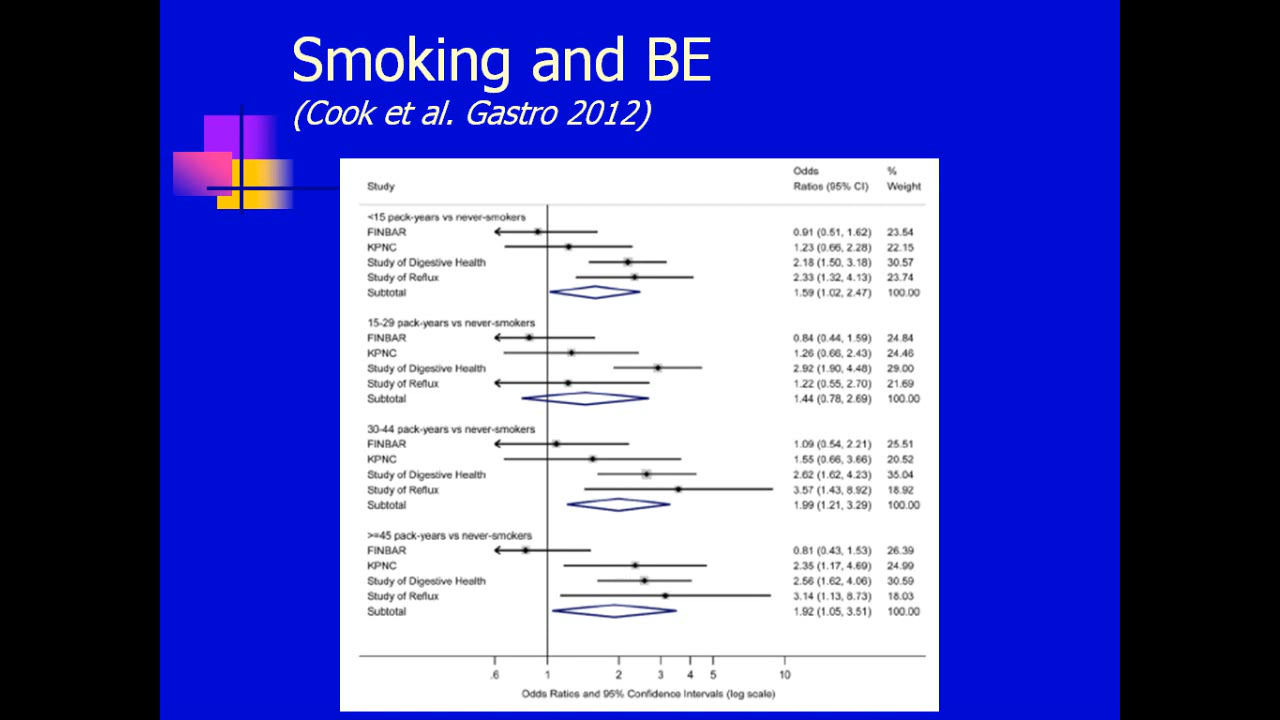 Smoking and BE
(Cook et al. Gastro 2012)
Odds %
Study Ratios (95% CI) Weight
<15 pack-years vs never-smokers
FINBAR 0.91 (0.51, 1.62) 23.54
KPNC 1.23 (0.66, 2.28) 22.15
Study of Digestive Health 2.18 (1.50, 3.18) 30.57
Study of Reflux 2.33 (1.32, 4.13) 23.74
Subtotal 1.59 (1.02, 2.47) 100.00
15-29 pack-years vs never-smokers
FINBAR 0.84 (0.44, 1.59) 24.84
KPNC 1.26 (0.66, 2.43) 24.46
Study of Digestive Health 2.92 (1.90, 4.48) 29.00
Study of Reflux 1.22 (0.55, 2.70) 21.69
Subtotal 1.44 (0.78, 2.69) 100.00
30-44 pack-years vs never-smokers
FINBAR 1.09 (0.54, 2.21) 25.51
KPNC 1.55 (0.66, 3.66) 20.52
Study of Digestive Health 2.62 (1.62, 4.23) 35.04
Study of Reflux 3.57 (1.43, 8.92) 18.92
Subtotal 1.99 (1.21, 3.29) 100.00
>=45 pack-years vs never-smokers
FINBAR 0.81 (0.43, 1.53) 26.39
KPNC 2.35 (1.17, 4.69) 24.99
Study of Digestive Health 2.56 (1.62, 4.06) 30.59
Study of Reflux 3.14 (1.13, 8.73) 18.03
Subtotal 1.92 (1.05, 3.51) 100.00
.6 1 2 3 4 5 10
Odds Ratios and 95% Confidence Intervals (log scale)